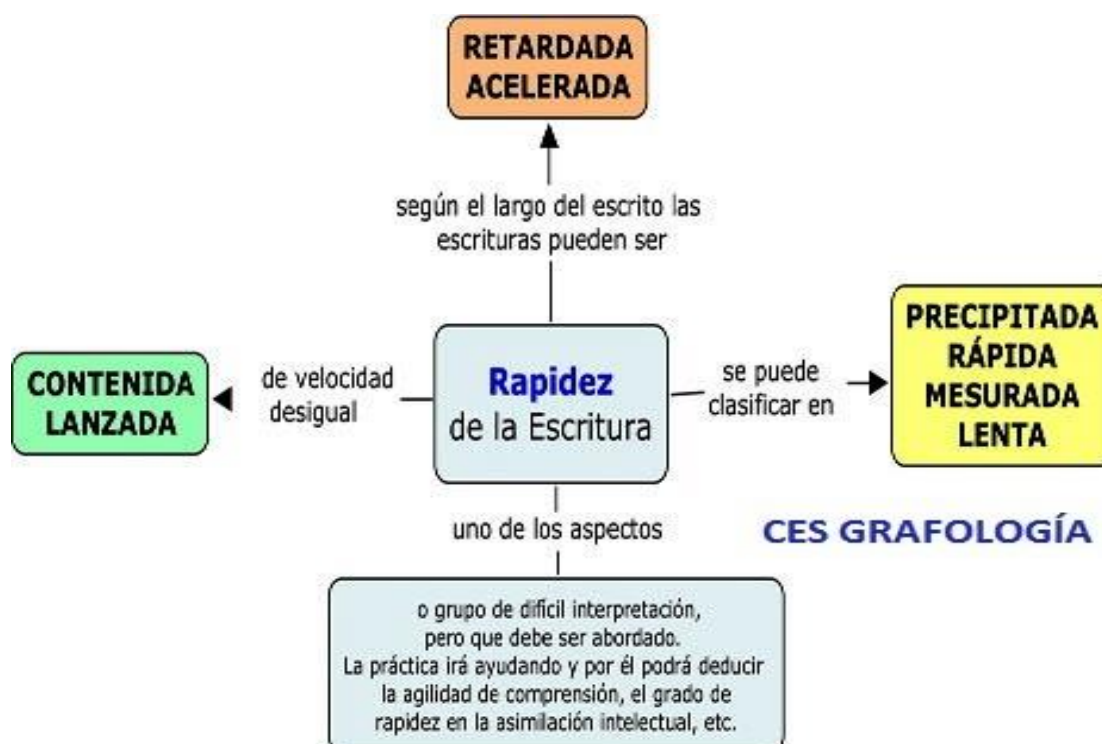 RETARDADA
ACELERADA
según el largo del escrito las
escrituras pueden ser
CONTENIDA
LANZADA
de velocidad
desigual
Rapidez
de la Escritura
se puede
clasificar en
PRECIPITADA
RÁPIDA
MESURADA
LENTA
uno de los aspectos
CES GRAFOLOGÍA
o grupo de difícil interpretación,
pero que debe ser abordado.
La práctica irá ayudando y por él podrá deducir
la agilidad de comprensión, el grado de
rapidez en la asimilación intelectual, etc.